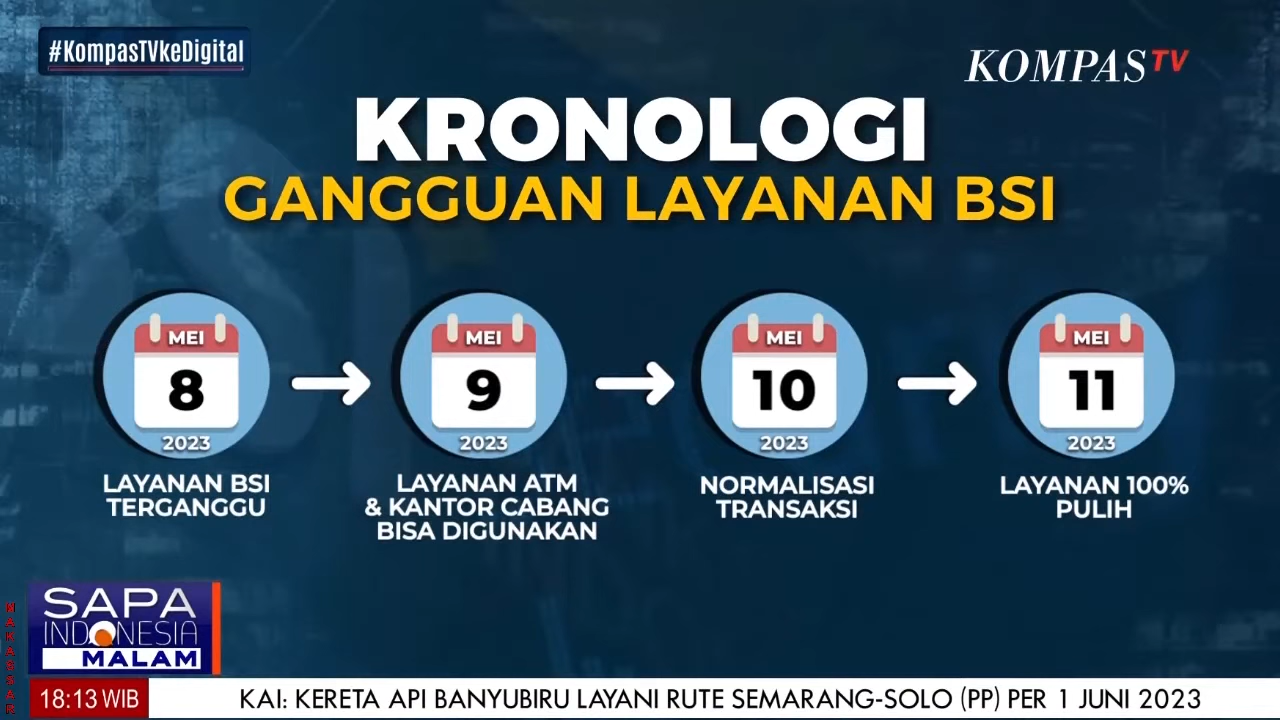 #KompasTVkeDigital
KOMPAS TV
KRONOLOGI
GANGGUAN LAYANAN BSI
MEI
8
2023
LAYANAN BSI
TERGANGGU
MEI
9
2023
LAYANAN ATM
& KANTOR CABANG
BISA DIGUNAKAN
MEI
10
2023
NORMALISASI
TRANSAKSI
MEI
11
2023
LAYANAN 100%
PULIH
MAKASSAR
SAPA
INDONESIA
MALAM
18:13 WIB
KAI: KERETA API BANYUBIRU LAYANI RUTE SEMARANG-SOLO (PP) PER 1 JUNI 2023